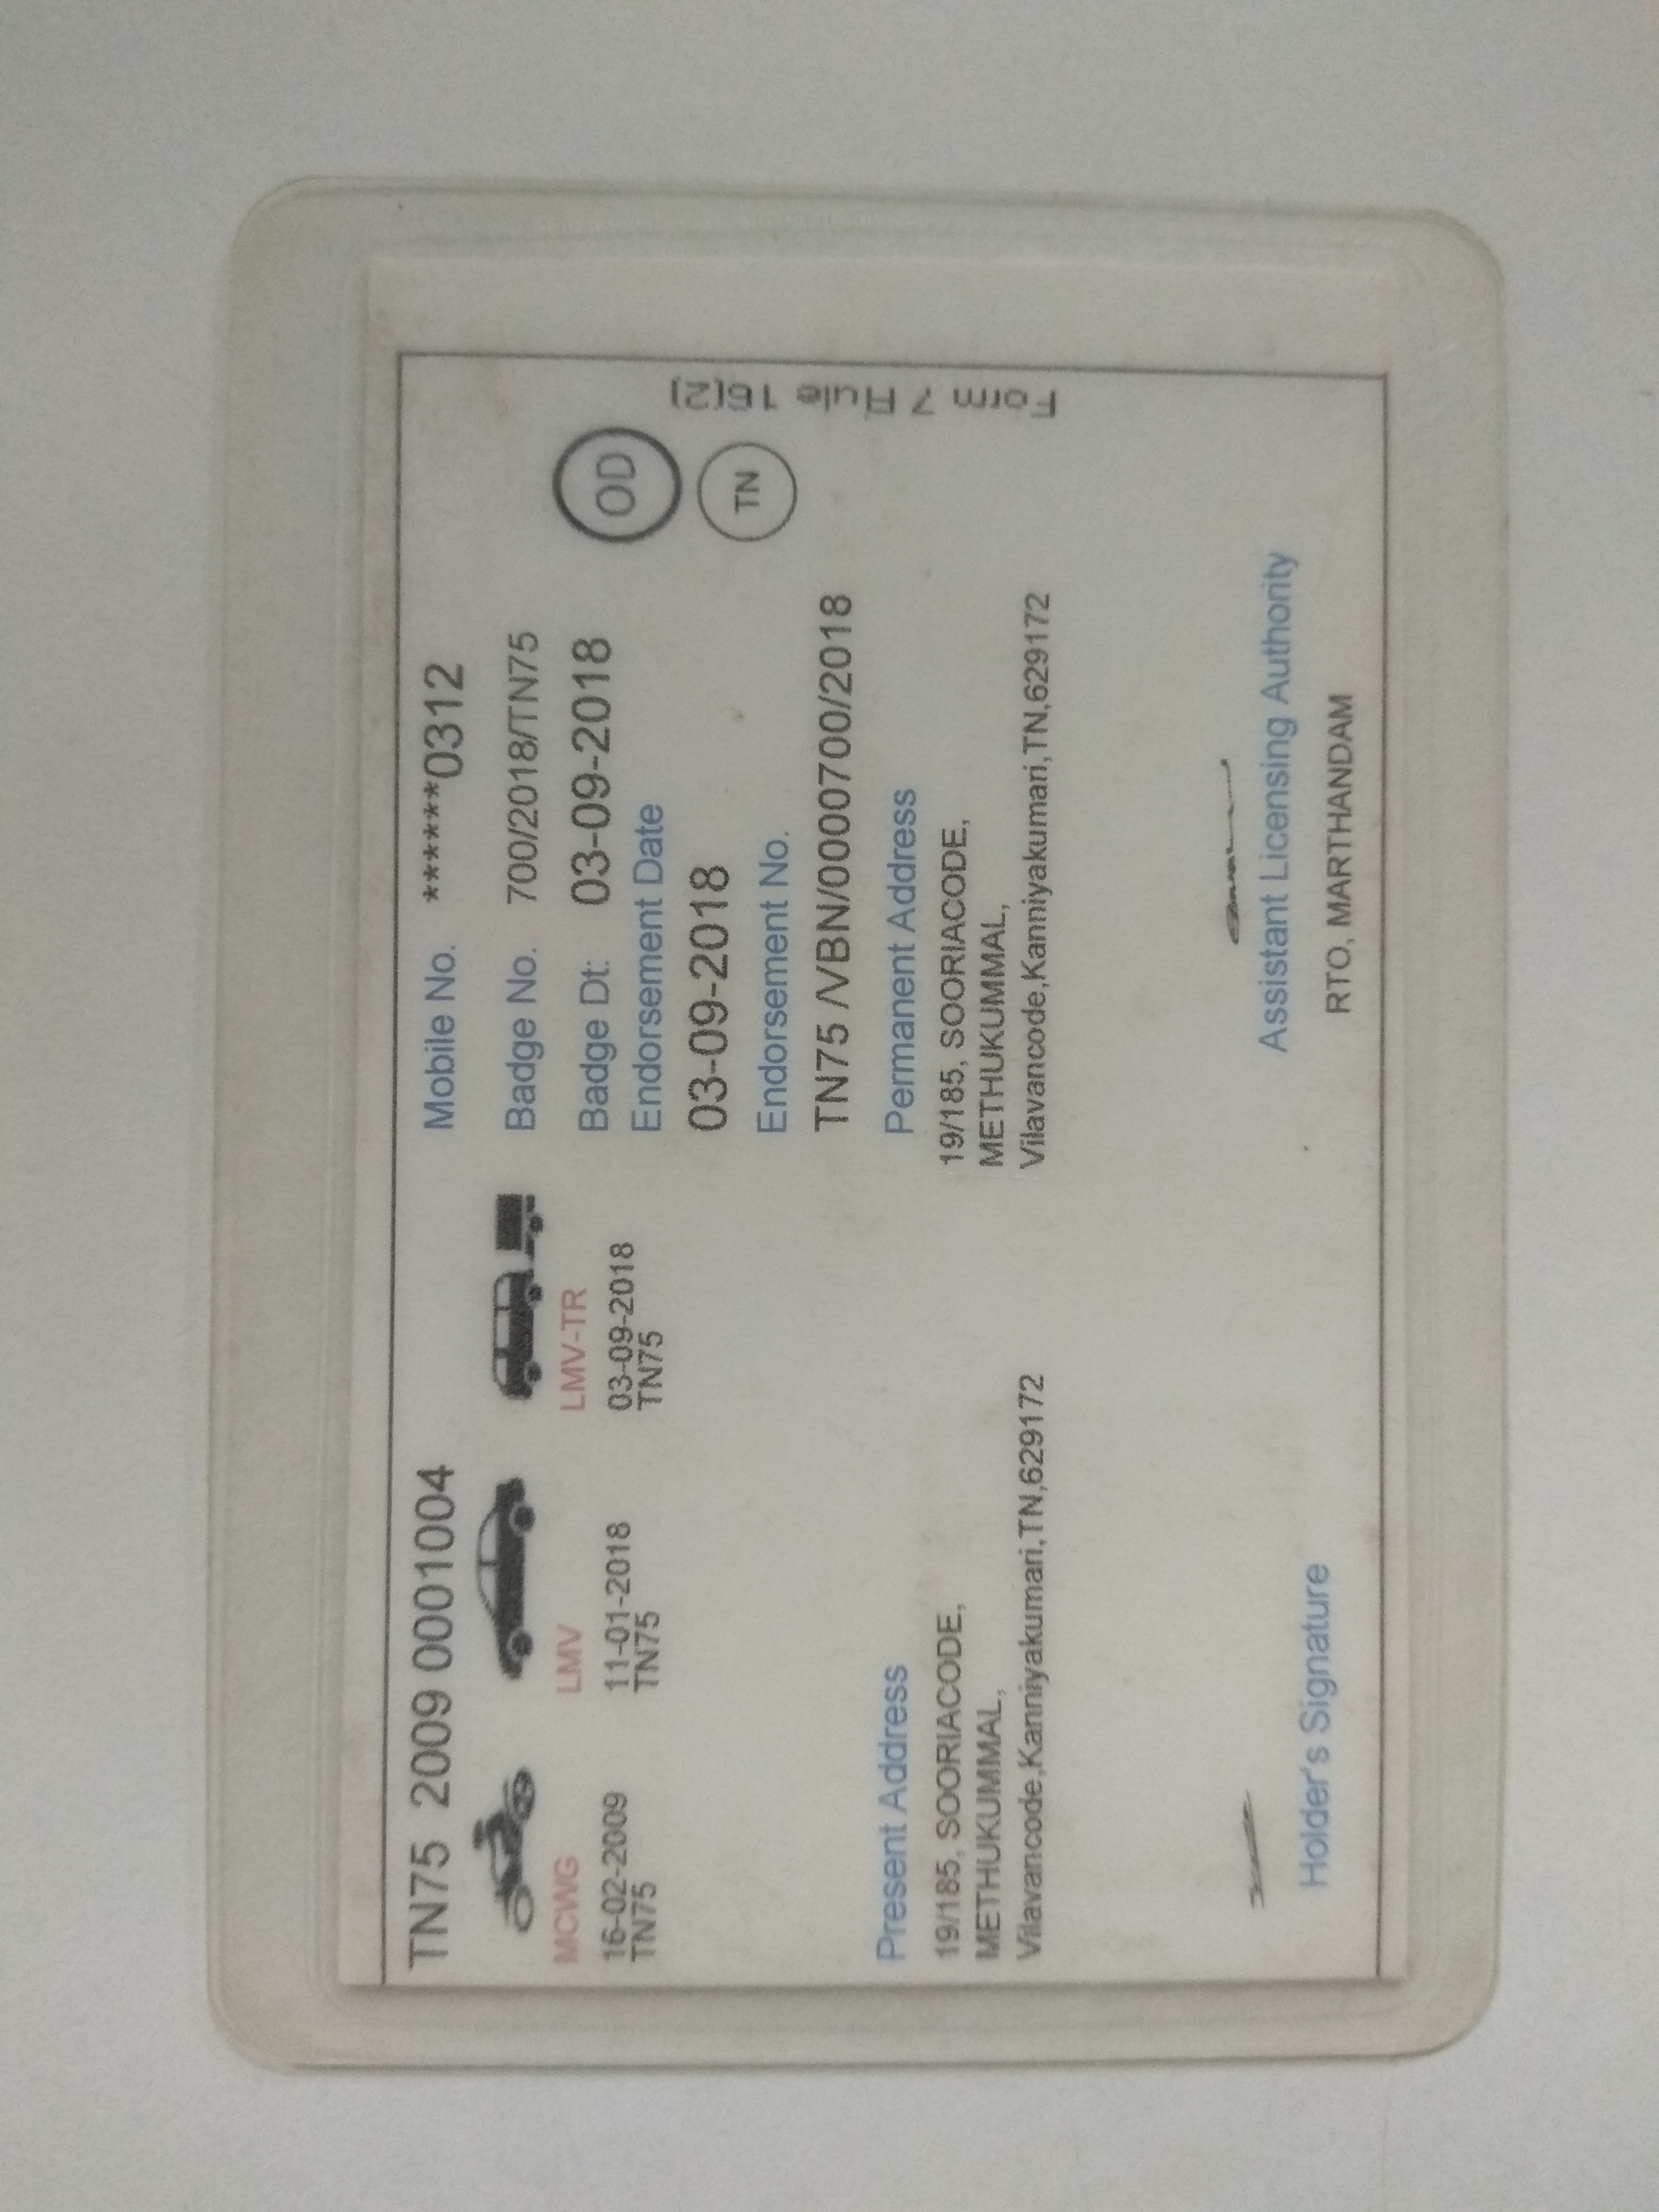 TN75 2009 0001004
MCWG
16-02-2009
TN75
LMV
11-01-2018
TN75
LMV-TR
03-09-2018
TN75
Mobile No. ******0312
Badge No. 700/2018/TN75
Badge Dt: 03-09-2018
Endorsement Date
03-09-2018
Endorsement No.
TN75 /VBN/0000700/2018
OD
TN
Form 7 Rule 16(2)
Present Address
19/185, SOORIACODE,
METHUKUMMAL,
Vilavancode,Kanniyakumari,TN,629172
Permanent Address
19/185, SOORIACODE,
METHUKUMMAL,
Vilavancode,Kanniyakumari,TN,629172
Holder's Signature
Assistant Licensing Authority
RTO, MARTHANDAM